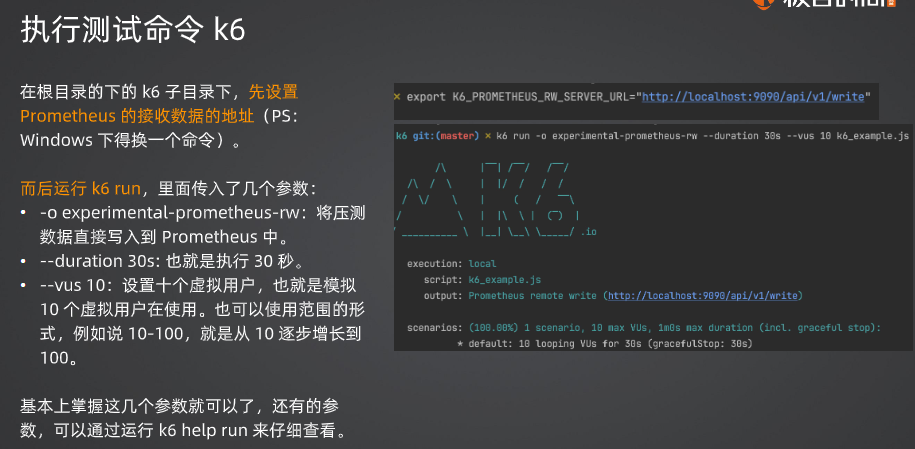 执行测试命令 k6
在根目录的下的 k6 子目录下，先设置
Prometheus 的接收数据的地址（PS：
Windows 下得换一个命令）。
而后运行 k6 run，里面传入了几个参数：
• -o experimental-prometheus-rw：将压测
数据直接写入到 Prometheus 中。
• --duration 30s: 也就是执行 30 秒。
• --vus 10：设置十个虚拟用户，也就是模拟
10 个虚拟用户在使用。也可以使用范围的形
式，例如说 10-100，就是从 10 逐步增长到
100。
基本上掌握这几个参数就可以了，还有的参
数，可以通过运行 k6 help run 来仔细查看。
× export K6_PROMETHEUS_RW_SERVER_URL="http://localhost:9090/api/v1/write"
k6 git:(master) × k6 run -o experimental-prometheus-rw --duration 30s --vus 10 k6_example.js
.io
execution: local
script: k6_example.js
output: Prometheus remote write (http://localhost:9090/api/v1/write)
scenarios: (100.00%) 1 scenario, 10 max VUs, 1m0s max duration (incl. graceful stop):
* default: 10 looping VUs for 30s (gracefulStop: 30s)